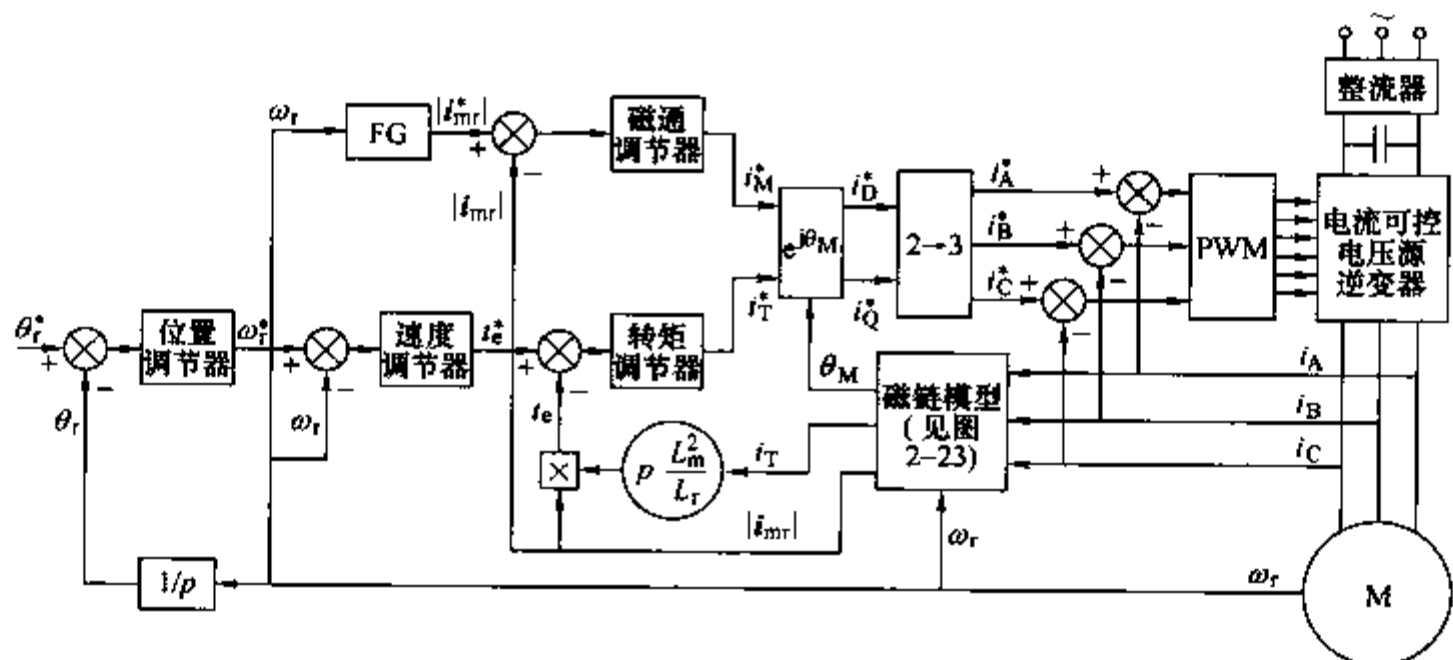 ~
整流器
ω_r
FG
|i*_mr|
+
-
磁通
调节器
i*_M
|i_mr|
e^jθ_M
i*_D
i*_Q
2→3
i*_A
i*_B
i*_C
+
-
+
-
+
-
PWM
电流可控
电压源
逆变器
θ*_r
+
-
位置
调节器
ω*_r
+
-
速度
调节器
t*_e
+
-
转矩
调节器
i*_T
θ_r
ω_r
t_e
×
p L²_m / L_r
i_T
θ_M
磁链模型
(见图
2-23)
i_A
i_B
i_C
|i_mr|
ω_r
1/p
ω_r
M